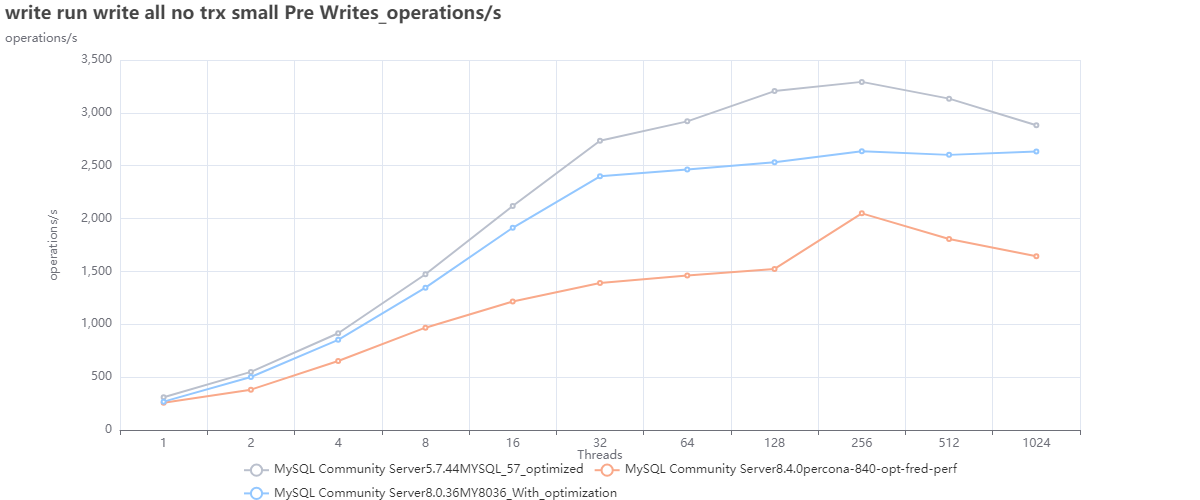 write run write all no trx small Pre Writes_operations/s
operations/s
3,500
3,000
2,500
2,000
1,500
1,000
500
0
operations/s
1 2 4 8 16 32 64 128 256 512 1024
Threads
MySQL Community Server5.7.44MYSQL_57_optimized MySQL Community Server8.4.0percona-840-opt-fred-perf
MySQL Community Server8.0.36MY8036_With_optimization